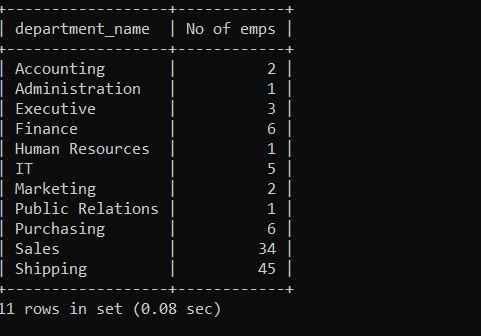 +-------------------+------------+
| department_name | No of emps |
+-------------------+------------+
| Accounting | 2 |
| Administration | 1 |
| Executive | 3 |
| Finance | 6 |
| Human Resources | 1 |
| IT | 5 |
| Marketing | 2 |
| Public Relations | 1 |
| Purchasing | 6 |
| Sales | 34 |
| Shipping | 45 |
+-------------------+------------+
11 rows in set (0.08 sec)